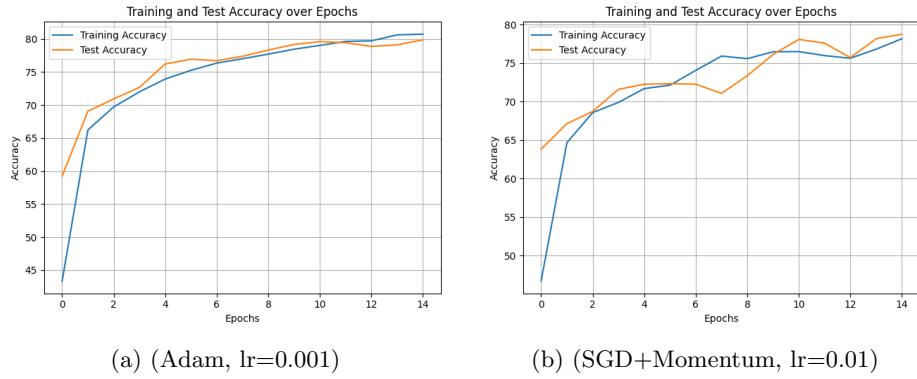 Training and Test Accuracy over Epochs
Training Accuracy
Test Accuracy
80
75
70
65
60
55
50
45
Accuracy
0 2 4 6 8 10 12 14
Epochs
(a) (Adam, lr=0.001)
Training and Test Accuracy over Epochs
Training Accuracy
Test Accuracy
80
75
70
65
60
55
50
Accuracy
0 2 4 6 8 10 12 14
Epochs
(b) (SGD+Momentum, lr=0.01)